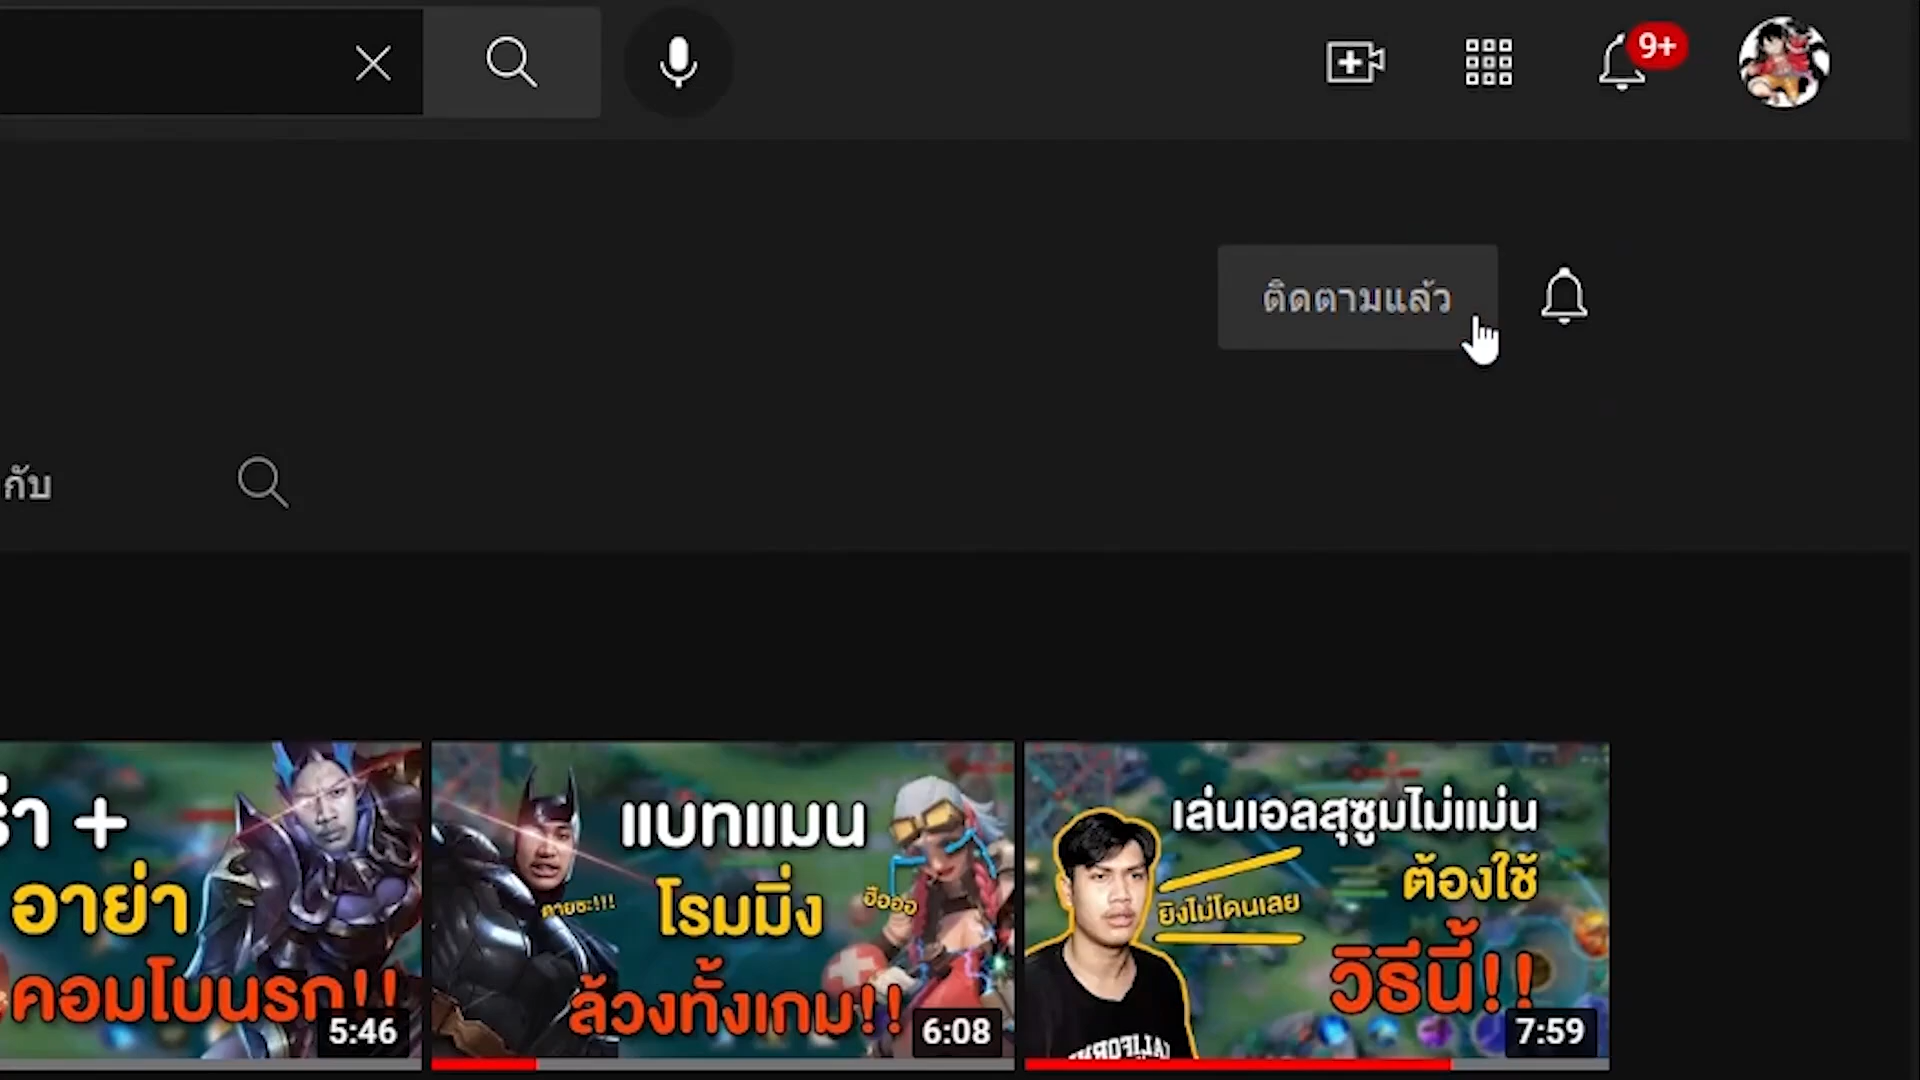 9+
ติดตามแล้ว
กับ
ร่า +
อาย่า
คอมโบนรก!!
5:46
แบทแมน
ตายซะ!!!
โรมมิ่ง
ฮือออ
ล้วงทั้งเกม!!
6:08
เล่นเอลสุซูมไม่แม่น
ต้องใช้
ยิงไม่โดนเลย
วิธีนี้!!
7:59